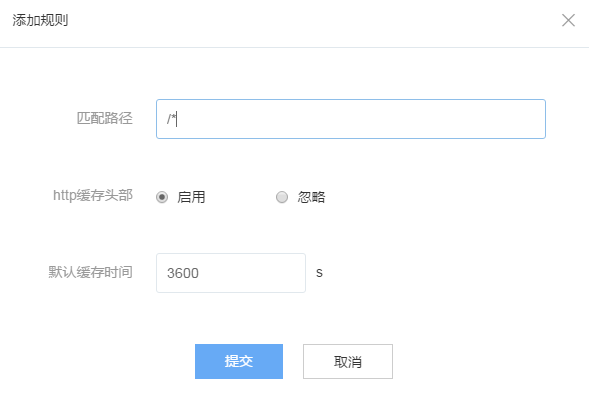 添加规则
匹配路径 /*
http缓存头部 启用 忽略
默认缓存时间 3600 s
提交 取消